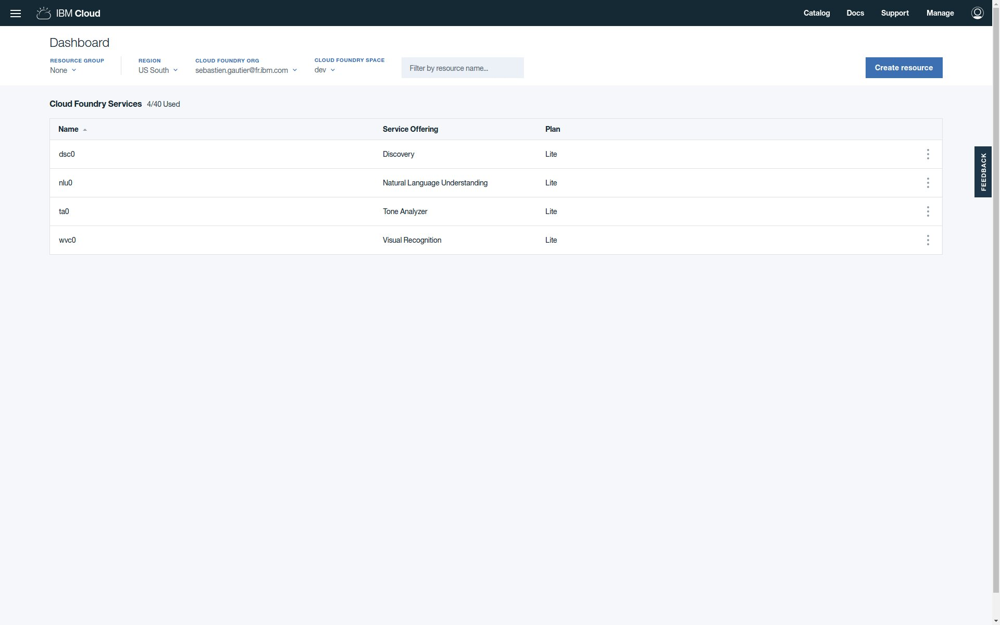 IBM Cloud
Catalog Docs Support Manage
Dashboard
RESOURCE GROUP REGION CLOUD FOUNDRY ORG CLOUD FOUNDRY SPACE
None US South sebastien.gautier@fr.ibm.com dev
Filter by resource name...
Create resource
Cloud Foundry Services 4/40 Used
Name Service Offering Plan
dsc0 Discovery Lite
nlu0 Natural Language Understanding Lite
ta0 Tone Analyzer Lite
wvc0 Visual Recognition Lite
FEEDBACK